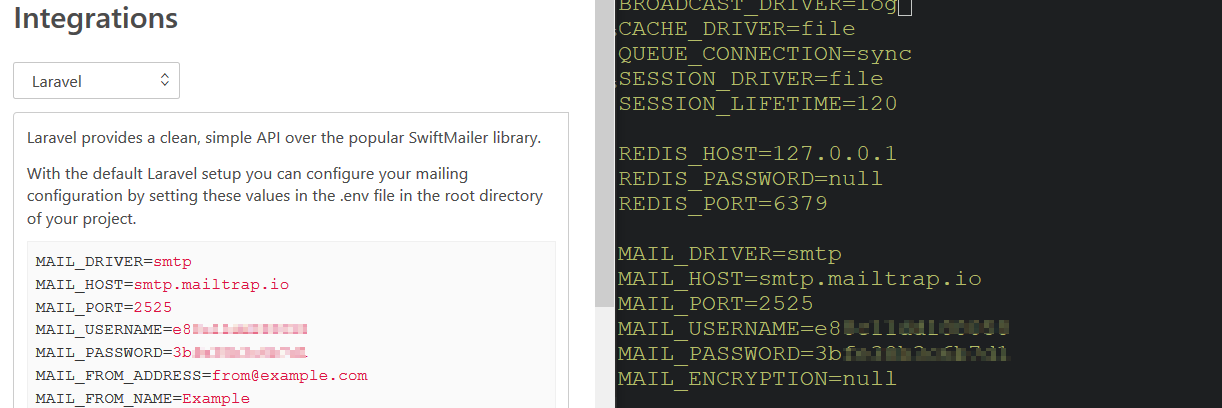 Integrations
Laravel
Laravel provides a clean, simple API over the popular SwiftMailer library.
With the default Laravel setup you can configure your mailing
configuration by setting these values in the .env file in the root directory
of your project.
MAIL_DRIVER=smtp
MAIL_HOST=smtp.mailtrap.io
MAIL_PORT=2525
MAIL_USERNAME=e8
MAIL_PASSWORD=3b
MAIL_FROM_ADDRESS=from@example.com
MAIL_FROM_NAME=Example
BROADCAST_DRIVER=log
CACHE_DRIVER=file
QUEUE_CONNECTION=sync
SESSION_DRIVER=file
SESSION_LIFETIME=120
REDIS_HOST=127.0.0.1
REDIS_PASSWORD=null
REDIS_PORT=6379
MAIL_DRIVER=smtp
MAIL_HOST=smtp.mailtrap.io
MAIL_PORT=2525
MAIL_USERNAME=e8
MAIL_PASSWORD=3b
MAIL_ENCRYPTION=null